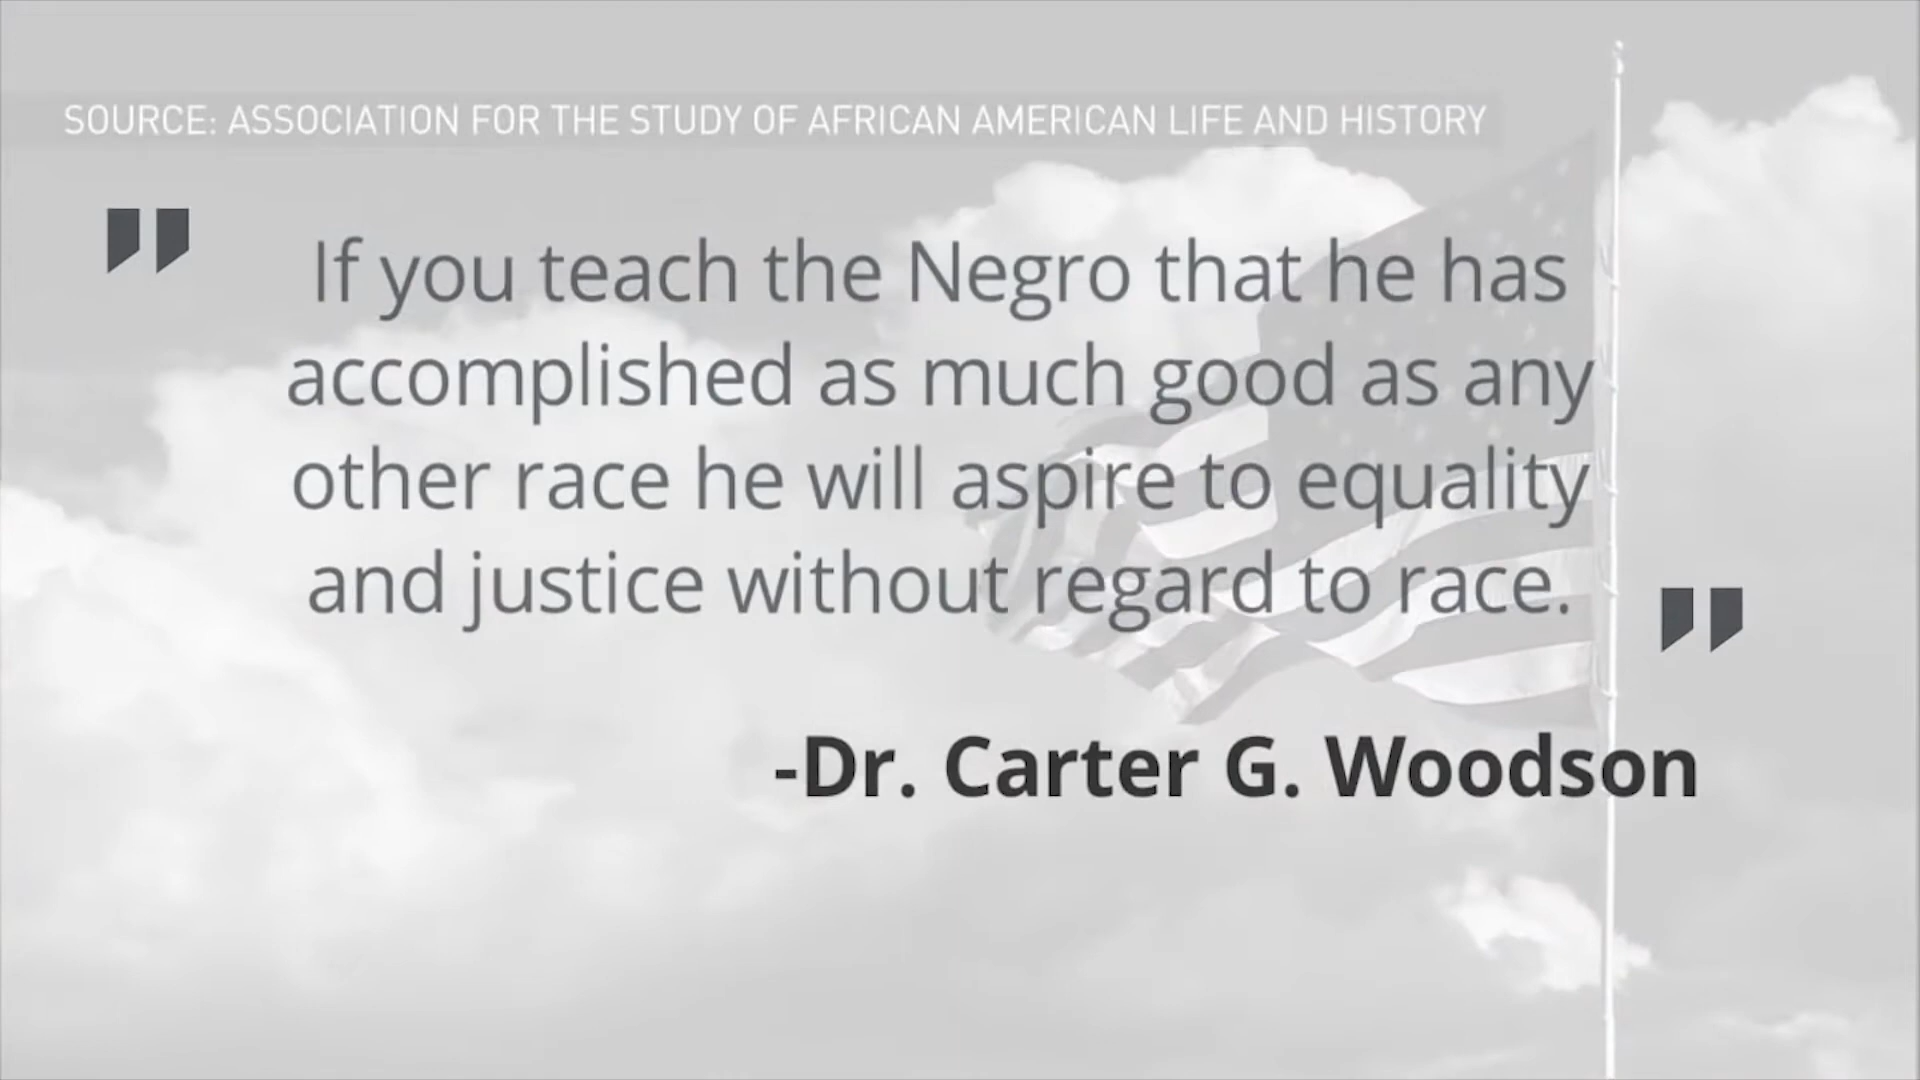 SOURCE: ASSOCIATION FOR THE STUDY OF AFRICAN AMERICAN LIFE AND HISTORY
" If you teach the Negro that he has
accomplished as much good as any
other race he will aspire to equality
and justice without regard to race. "
-Dr. Carter G. Woodson